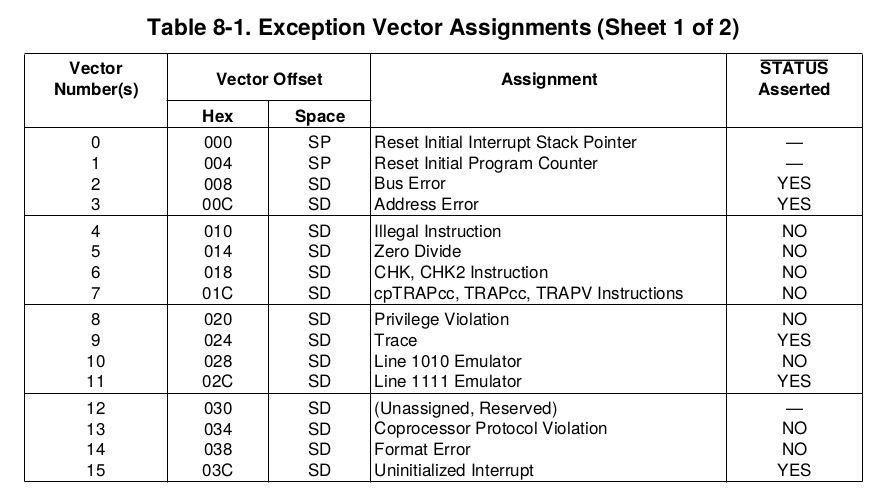 Table 8-1. Exception Vector Assignments (Sheet 1 of 2)
Vector Number(s) Vector Offset Assignment STATUS Asserted
Hex Space
0 000 SP Reset Initial Interrupt Stack Pointer —
1 004 SP Reset Initial Program Counter —
2 008 SD Bus Error YES
3 00C SD Address Error YES
4 010 SD Illegal Instruction NO
5 014 SD Zero Divide NO
6 018 SD CHK, CHK2 Instruction NO
7 01C SD cpTRAPcc, TRAPcc, TRAPV Instructions NO
8 020 SD Privilege Violation NO
9 024 SD Trace YES
10 028 SD Line 1010 Emulator NO
11 02C SD Line 1111 Emulator YES
12 030 SD (Unassigned, Reserved) —
13 034 SD Coprocessor Protocol Violation NO
14 038 SD Format Error NO
15 03C SD Uninitialized Interrupt YES